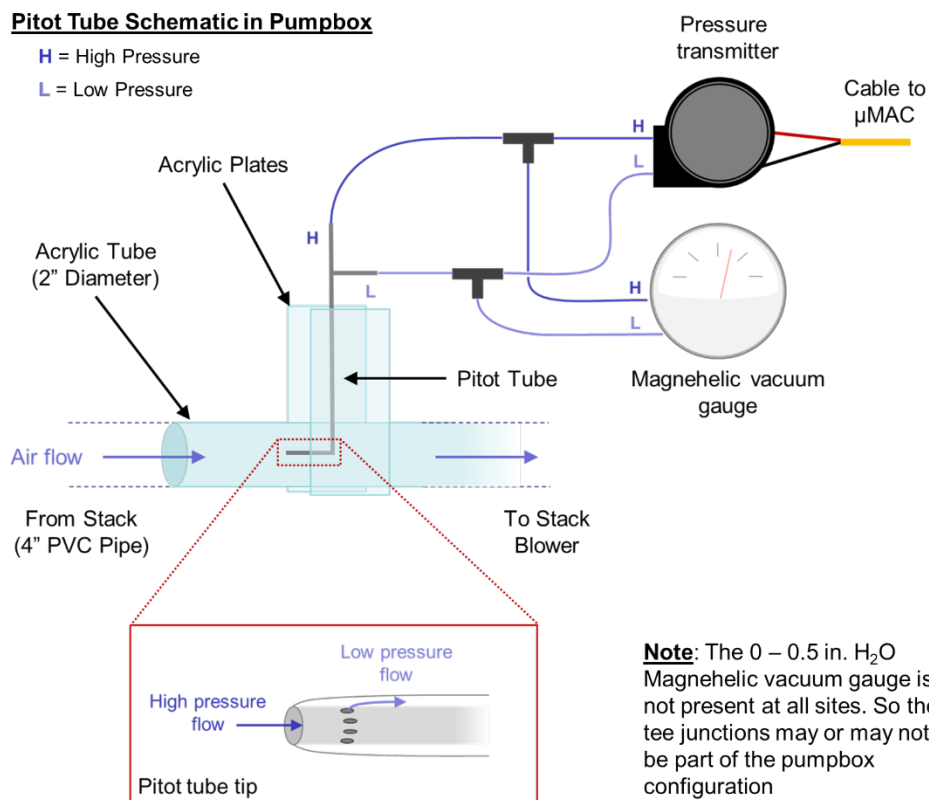 Pitot Tube Schematic in Pumpbox
H = High Pressure
L = Low Pressure
Pressure
transmitter
Cable to
µMAC
H
L
Acrylic Plates
H
Acrylic Tube
(2” Diameter)
L
H
L
Pitot Tube
Magnehelic vacuum
gauge
Air flow
From Stack
(4” PVC Pipe)
To Stack
Blower
Low pressure
flow
High pressure
flow
Pitot tube tip
Note: The 0 – 0.5 in. H₂O
Magnehelic vacuum gauge is
not present at all sites. So the
tee junctions may or may not
be part of the pumpbox
configuration